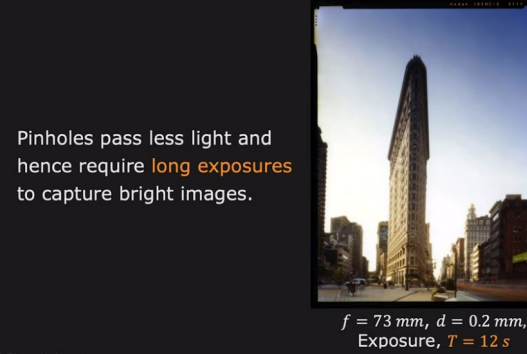 Pinholes pass less light and
hence require long exposures
to capture bright images.
f = 73 mm, d = 0.2 mm,
Exposure, T = 12 s